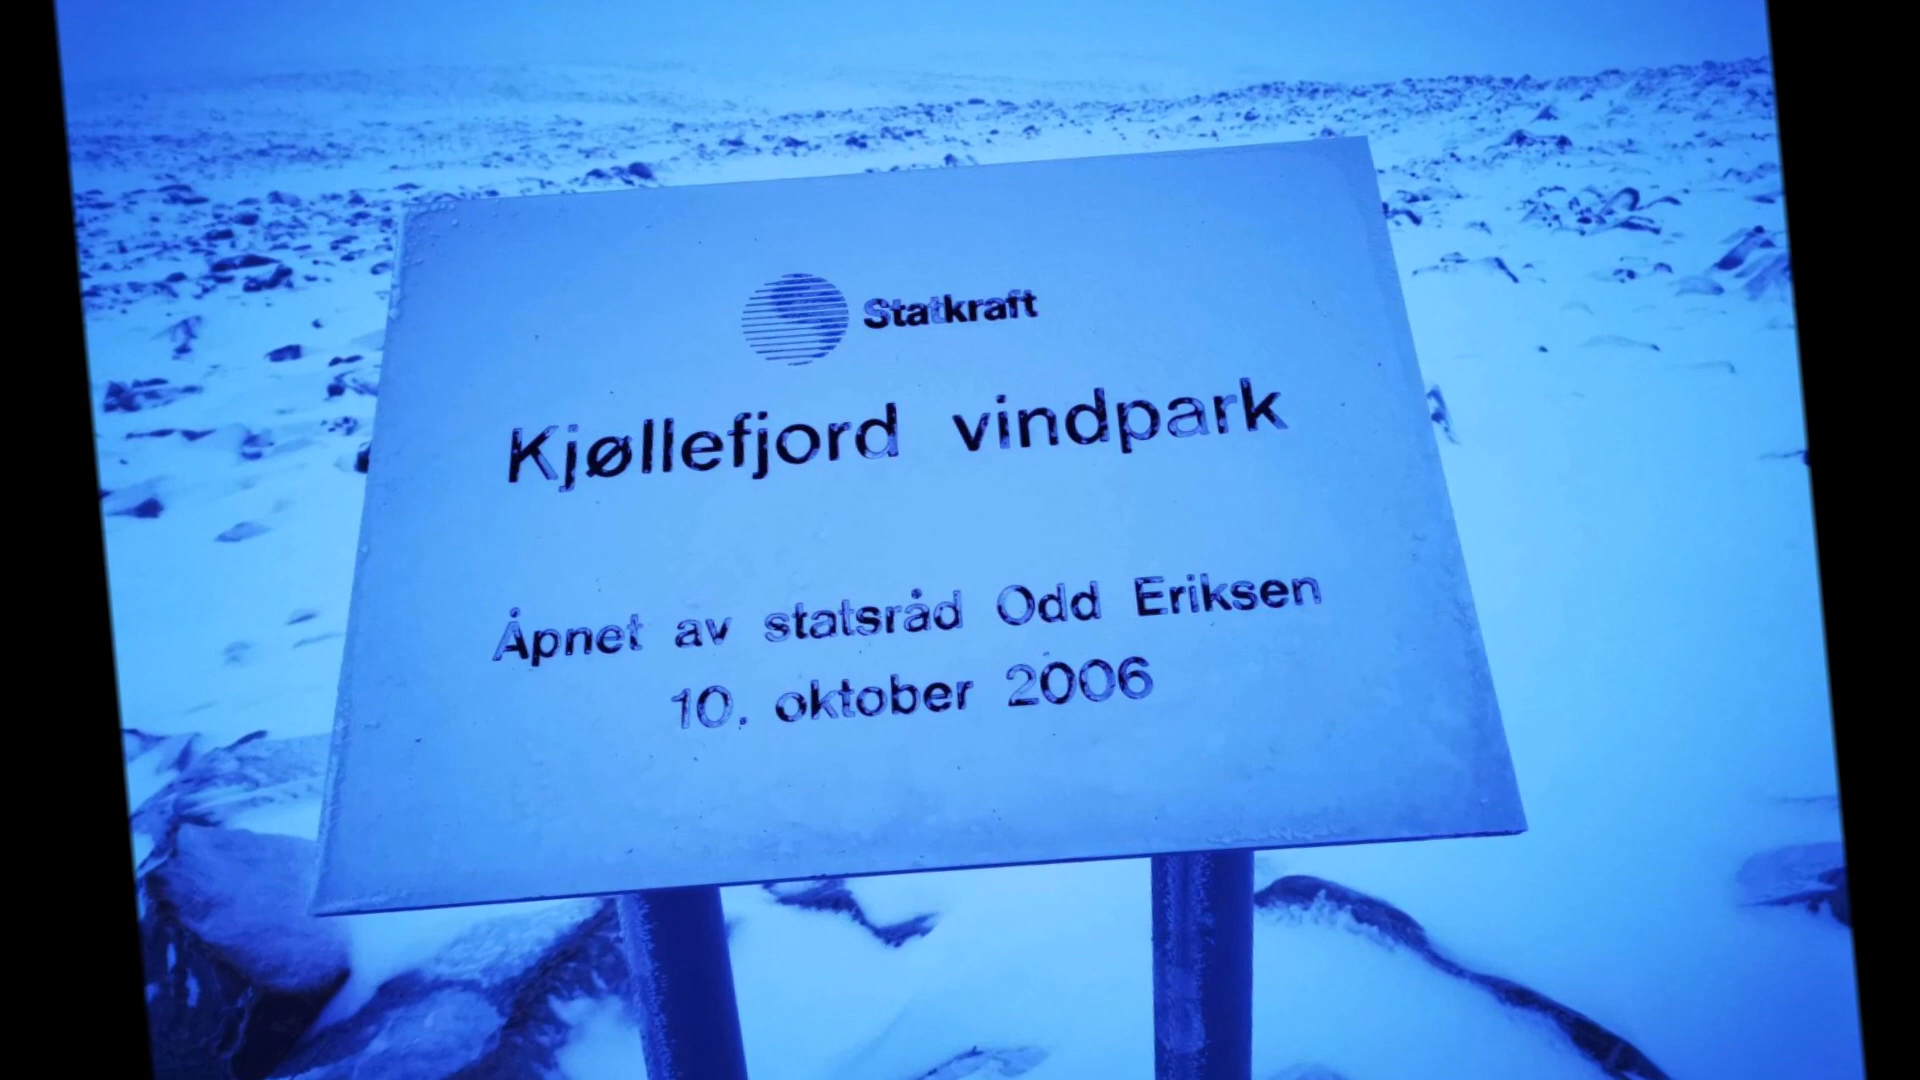 Statkraft
Kjøllefjord vindpark
Åpnet av statsråd Odd Eriksen
10. oktober 2006